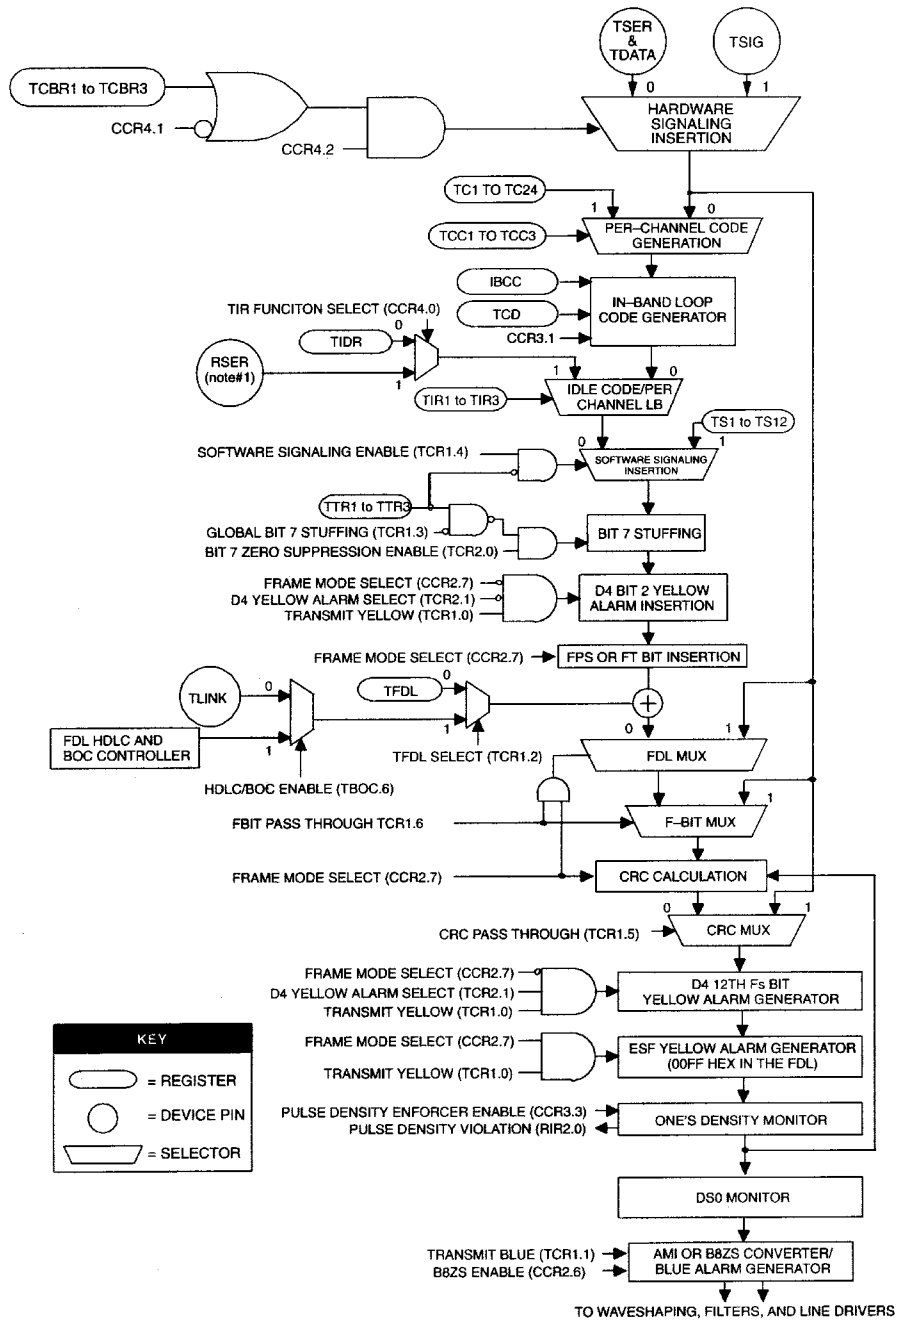 TSER
&
TDATA
TSIG
0
1
TCBR1 to TCBR3
CCR4.1
CCR4.2
HARDWARE
SIGNALING
INSERTION
TC1 TO TC24
1
0
TCC1 TO TCC3
PER–CHANNEL CODE
GENERATION
IBCC
TCD
CCR3.1
IN–BAND LOOP
CODE GENERATOR
TIR FUNCITON SELECT (CCR4.0)
0
TIDR
RSER
(note#1)
1
1
0
TIR1 to TIR3
IDLE CODE/PER
CHANNEL LB
TS1 to TS12
0
1
SOFTWARE SIGNALING ENABLE (TCR1.4)
SOFTWARE SIGNALING
INSERTION
TTR1 to TTR3
GLOBAL BIT 7 STUFFING (TCR1.3)
BIT 7 ZERO SUPPRESSION ENABLE (TCR2.0)
BIT 7 STUFFING
FRAME MODE SELECT (CCR2.7)
D4 YELLOW ALARM SELECT (TCR2.1)
TRANSMIT YELLOW (TCR1.0)
D4 BIT 2 YELLOW
ALARM INSERTION
FRAME MODE SELECT (CCR2.7)
FPS OR FT BIT INSERTION
TLINK
0
TFDL
0
+
FDL HDLC AND
BOC CONTROLLER
1
1
0
1
TFDL SELECT (TCR1.2)
FDL MUX
HDLC/BOC ENABLE (TBOC.6)
1
FBIT PASS THROUGH TCR1.6
F–BIT MUX
FRAME MODE SELECT (CCR2.7)
CRC CALCULATION
0
1
CRC PASS THROUGH (TCR1.5)
CRC MUX
FRAME MODE SELECT (CCR2.7)
D4 YELLOW ALARM SELECT (TCR2.1)
TRANSMIT YELLOW (TCR1.0)
D4 12TH Fs BIT
YELLOW ALARM GENERATOR
FRAME MODE SELECT (CCR2.7)
TRANSMIT YELLOW (TCR1.0)
ESF YELLOW ALARM GENERATOR
(00FF HEX IN THE FDL)
PULSE DENSITY ENFORCER ENABLE (CCR3.3)
PULSE DENSITY VIOLATION (RIR2.0)
ONE'S DENSITY MONITOR
KEY
= REGISTER
= DEVICE PIN
= SELECTOR
DS0 MONITOR
TRANSMIT BLUE (TCR1.1)
B8ZS ENABLE (CCR2.6)
AMI OR B8ZS CONVERTER/
BLUE ALARM GENERATOR
TO WAVESHAPING, FILTERS, AND LINE DRIVERS